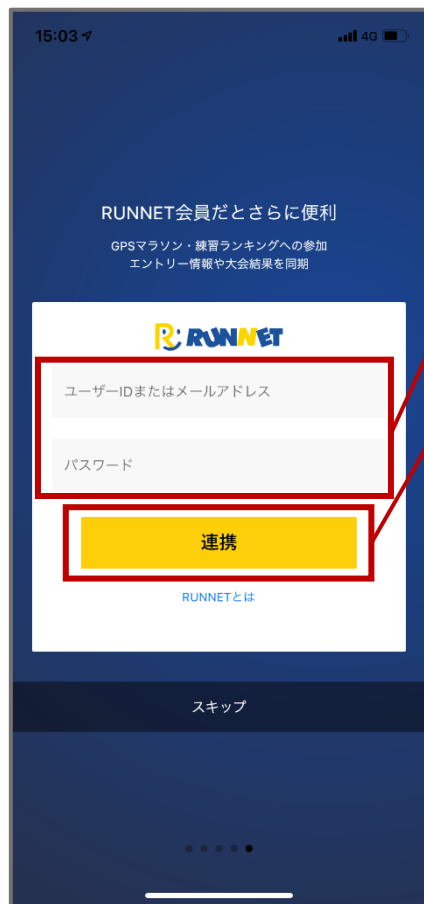 15:03
4G
RUNNET会員だとさらに便利
GPSマラソン・練習ランキングへの参加
エントリー情報や大会結果を同期
R RUNNET
ユーザーIDまたはメールアドレス
パスワード
連携
RUNNETとは
スキップ